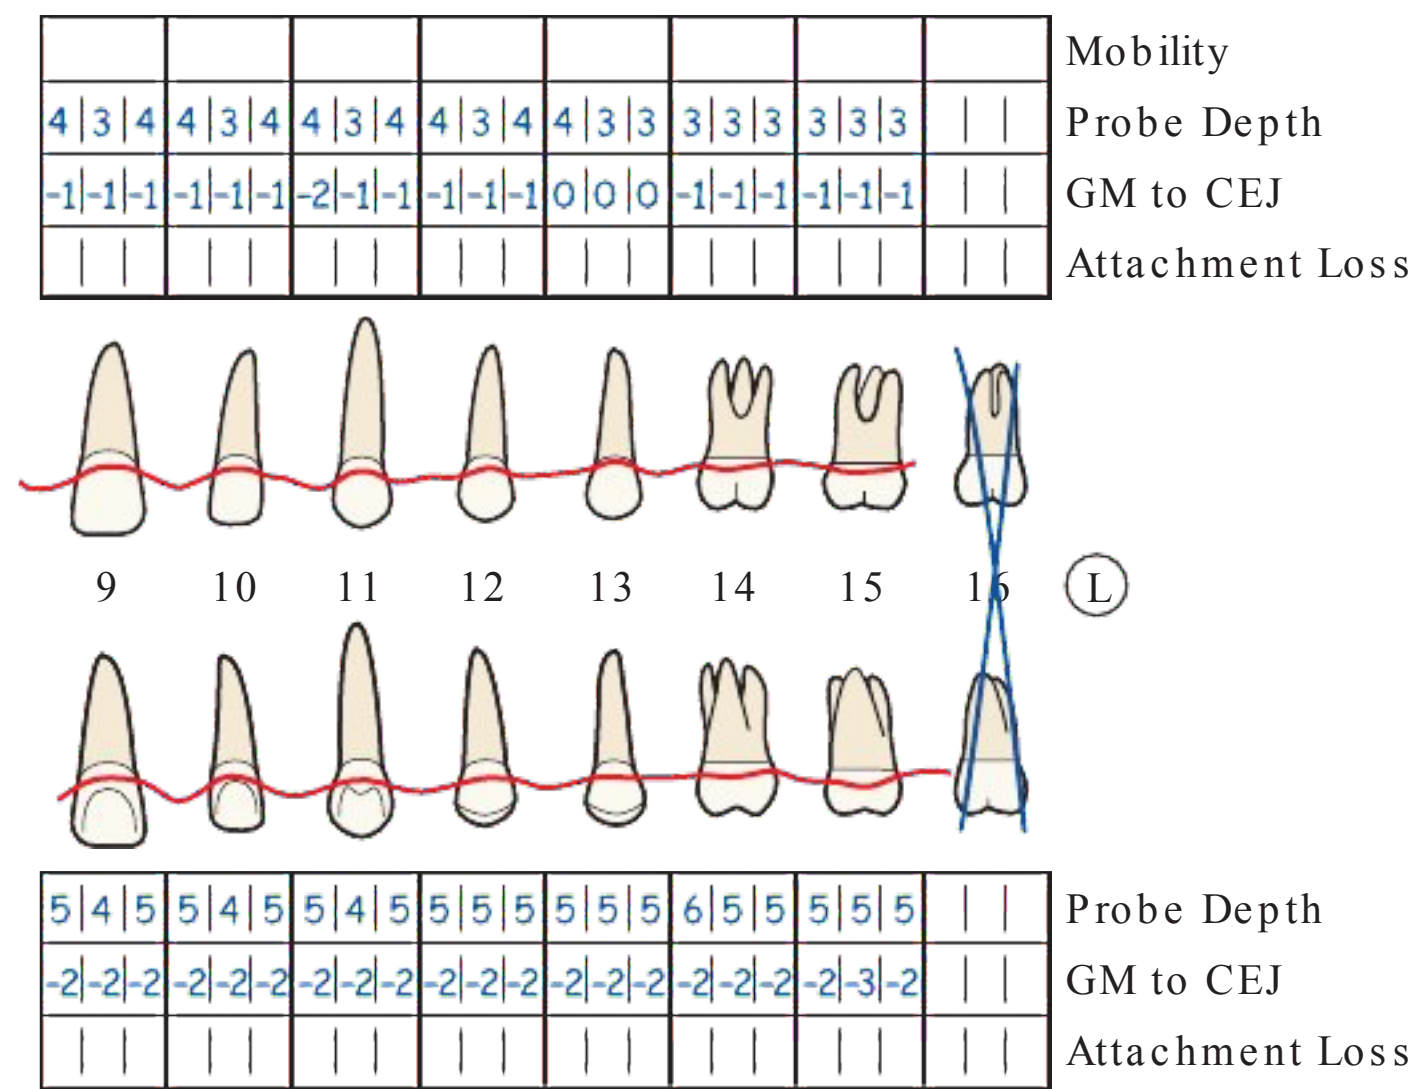 Mobility
4 3 4 4 3 4 4 3 4 4 3 4 4 3 3 3 3 3 3 3 3 Probe Depth
-1 -1 -1 -1 -1 -1 -2 -1 -1 -1 -1 -1 0 0 0 -1 -1 -1 -1 -1 -1 GM to CEJ
Attachment Loss
9 10 11 12 13 14 15 16 L
5 4 5 5 4 5 5 4 5 5 5 5 5 5 5 6 5 5 5 5 5 Probe Depth
-2 -2 -2 -2 -2 -2 -2 -2 -2 -2 -2 -2 -2 -2 -2 -2 -2 -2 -2 -3 -2 GM to CEJ
Attachment Loss